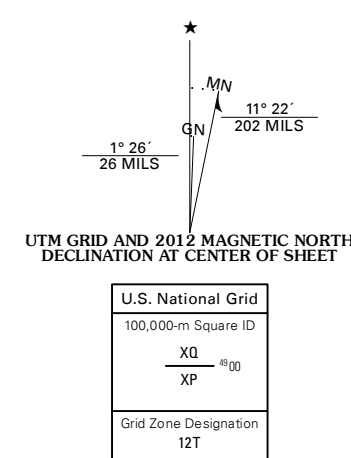 ★
MN
GN
11° 22´
202 MILS
1° 26´
26 MILS
UTM GRID AND 2012 MAGNETIC NORTH
DECLINATION AT CENTER OF SHEET
U.S. National Grid
100,000-m Square ID
XQ
4900
XP
Grid Zone Designation
12T